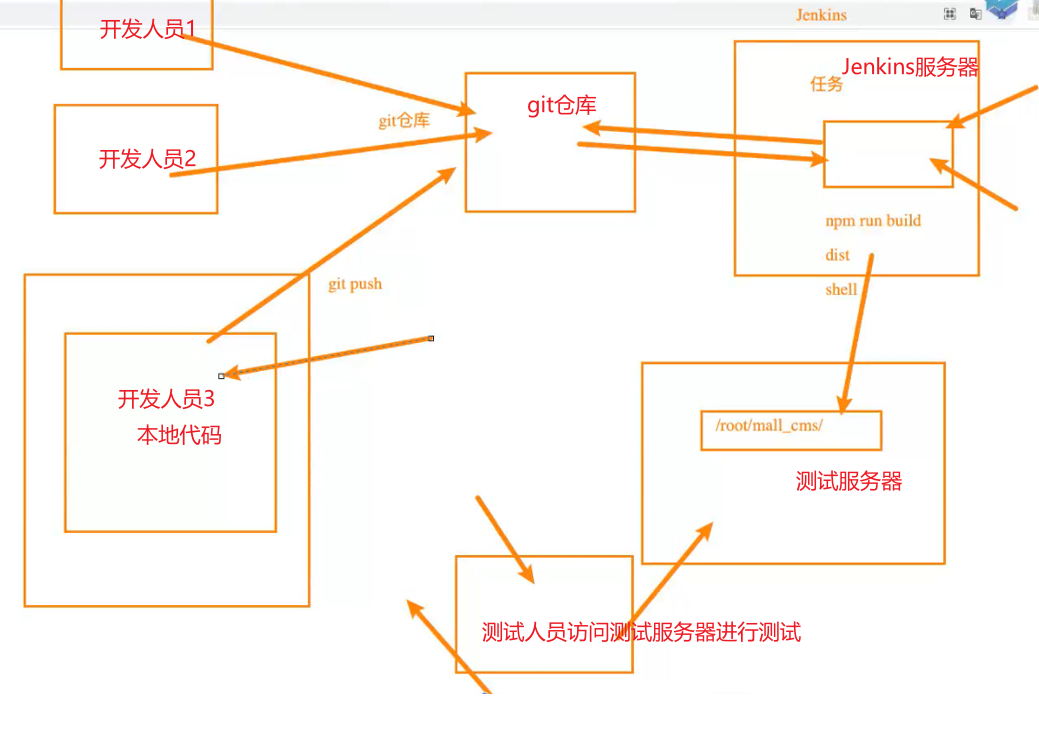 Jenkins
开发人员1
Jenkins服务器
任务
git仓库
git仓库
开发人员2
npm run build
dist
git push
shell
开发人员3
本地代码
/root/mall_cms/
测试服务器
测试人员访问测试服务器进行测试